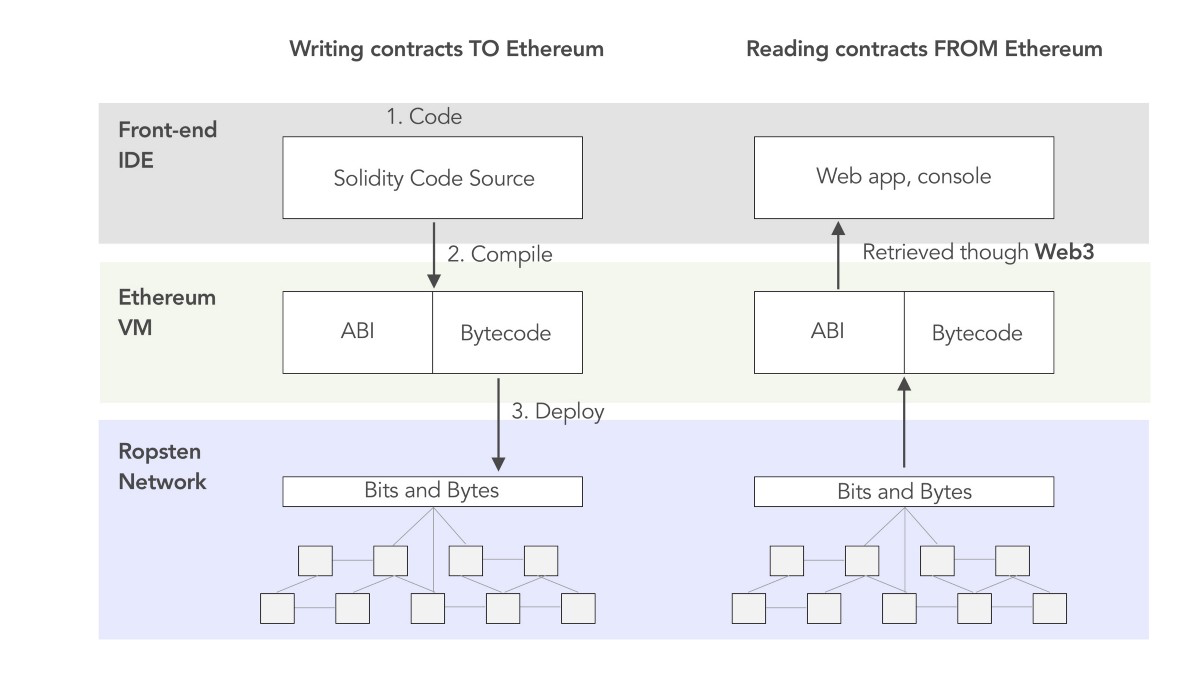 Writing contracts TO Ethereum
Reading contracts FROM Ethereum
Front-end
IDE
1. Code
Solidity Code Source
Web app, console
2. Compile
Retrieved though Web3
Ethereum
VM
ABI
Bytecode
ABI
Bytecode
3. Deploy
Ropsten
Network
Bits and Bytes
Bits and Bytes